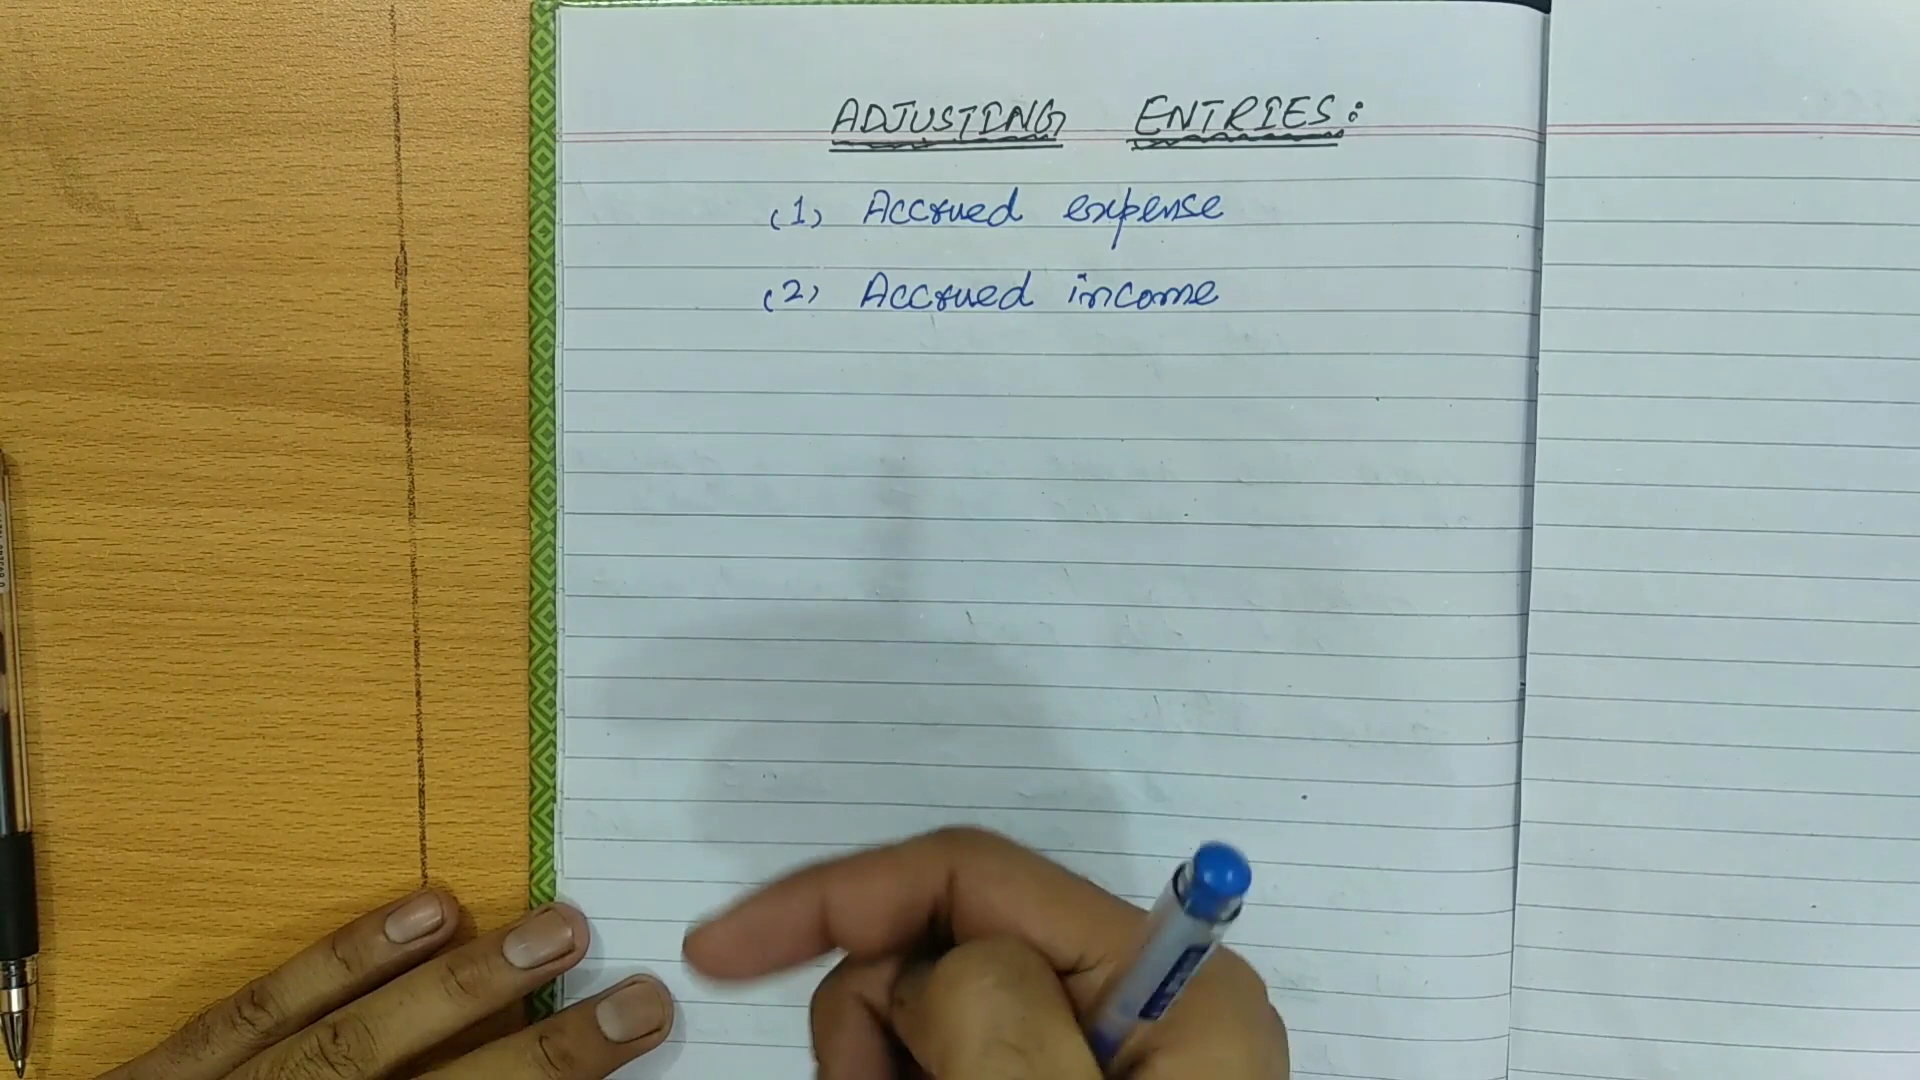 ADJUSTING ENTRIES:
(1) Accrued expense
(2) Accrued income